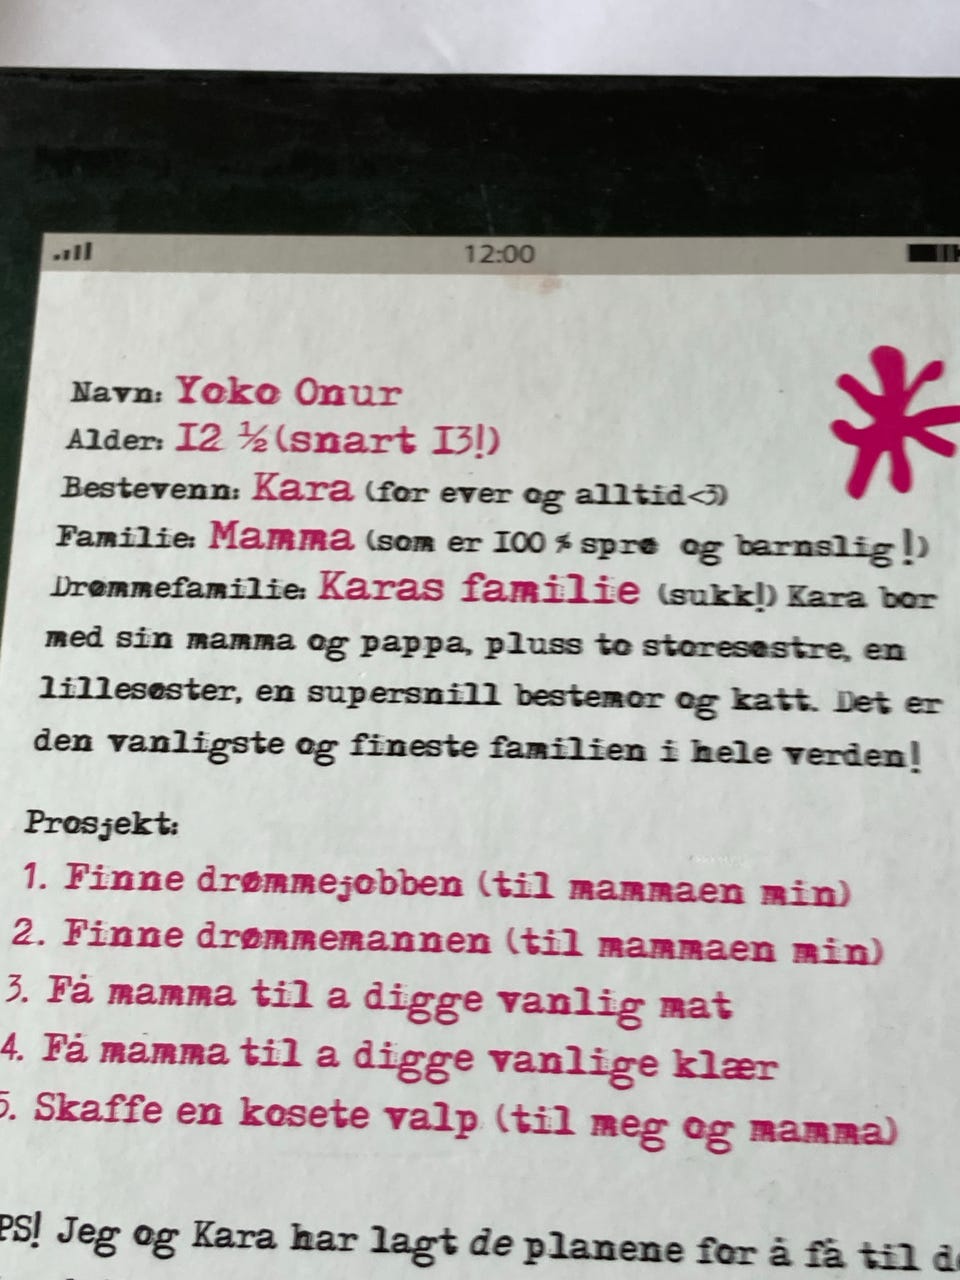 12:00
Navn: Yoko Onur
Alder: 12 ½ (snart 13!)
Bestevenn: Kara (for ever og alltid<3)
Familie: Mamma (som er 100 % sprø og barnslig!)
Drømmefamilie: Karas familie (sukk!) Kara bor
med sin mamma og pappa, pluss to storesøstre, en
lillesøster, en supersnill bestemor og katt. Det er
den vanligste og fineste familien i hele verden!
Prosjekt:
1. Finne drømmejobben (til mammaen min)
2. Finne drømmemannen (til mammaen min)
3. Få mamma til a digge vanlig mat
4. Få mamma til a digge vanlige klær
5. Skaffe en kosete valp (til meg og mamma)
PS! Jeg og Kara har lagt de planene for å få til